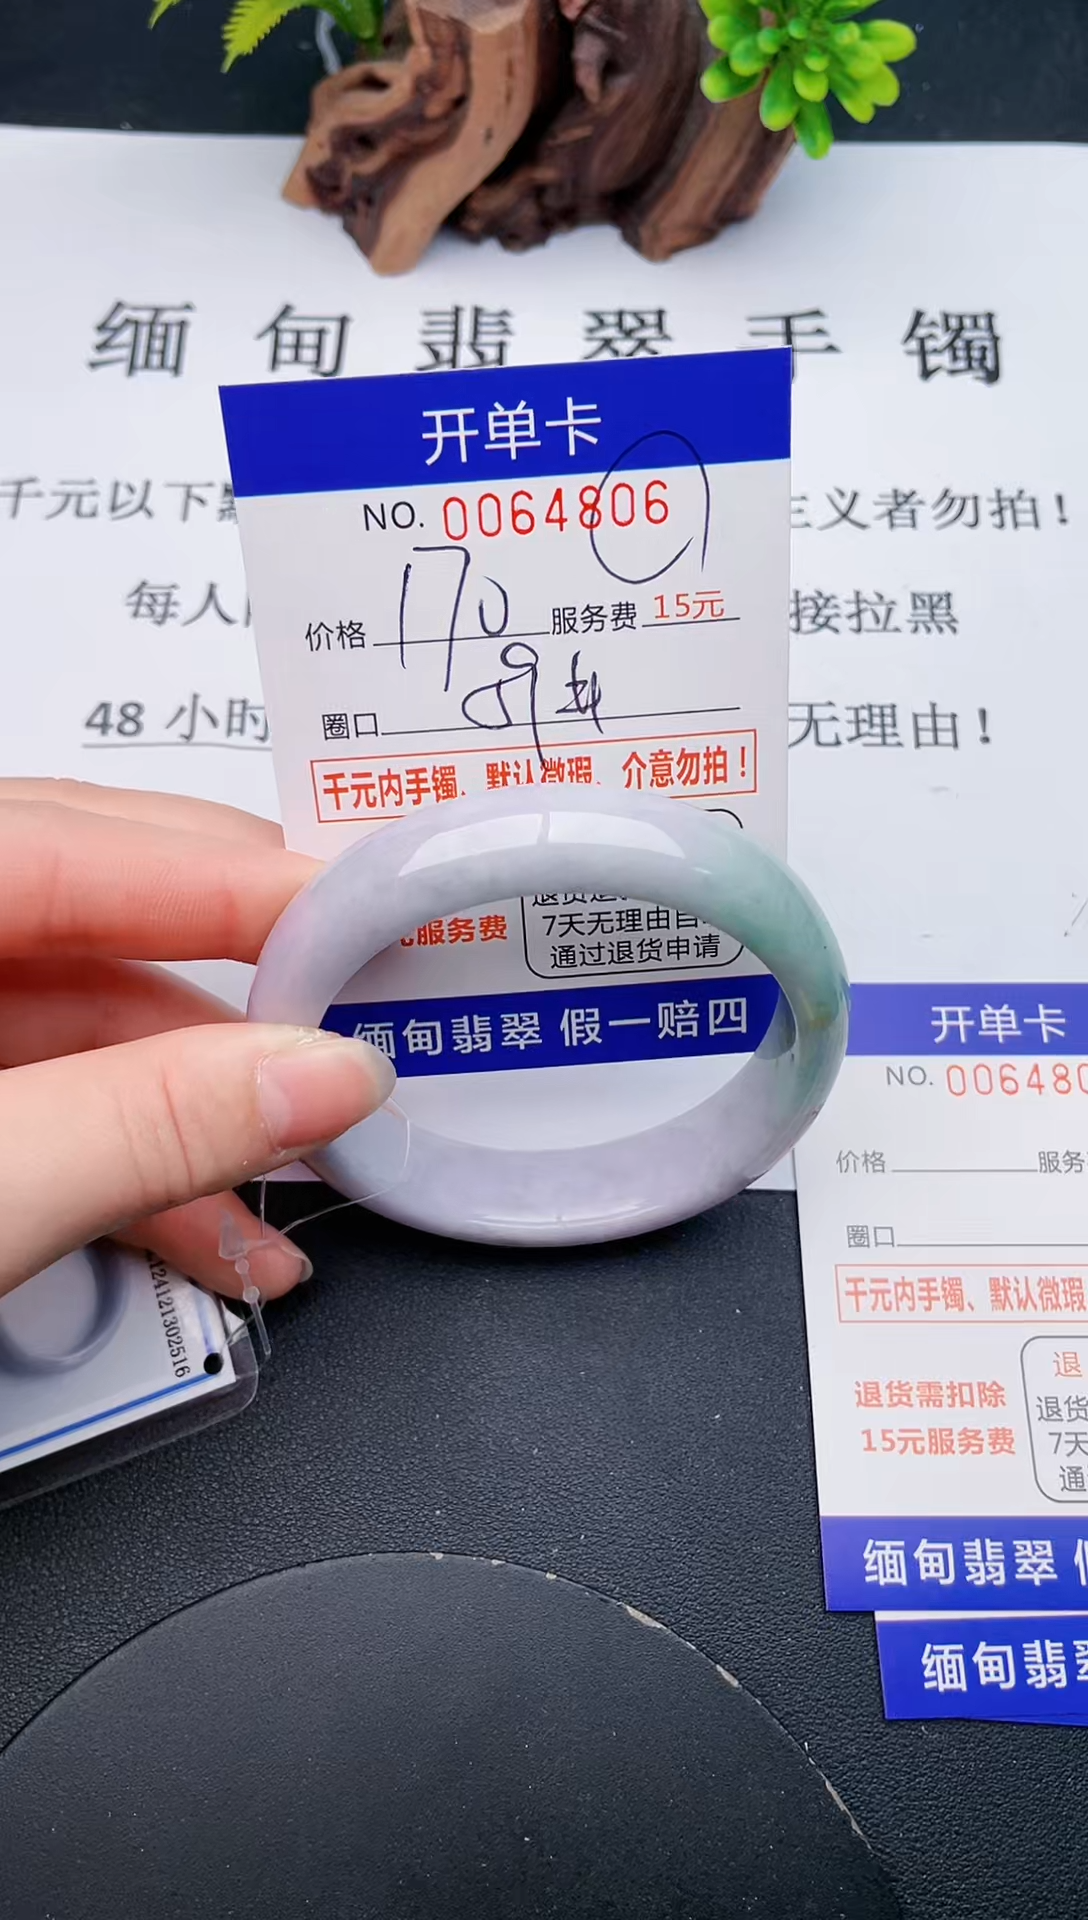 缅甸翡翠手镯
千元以下
主义者勿拍！
每人
接拉黑
48小时
无理由！
开单卡
NO. 0064806
价格 170 服务费 15元
圈口
千元内手镯、默认微瑕、介意勿拍！
服务费
7天无理由
通过退货申请
缅甸翡翠 假一赔四
24121302516
开单卡
NO. 006480
价格 服务
圈口
千元内手镯、默认微瑕
退货需扣除
15元服务费
退
退货
7天
通
缅甸翡翠
缅甸翡